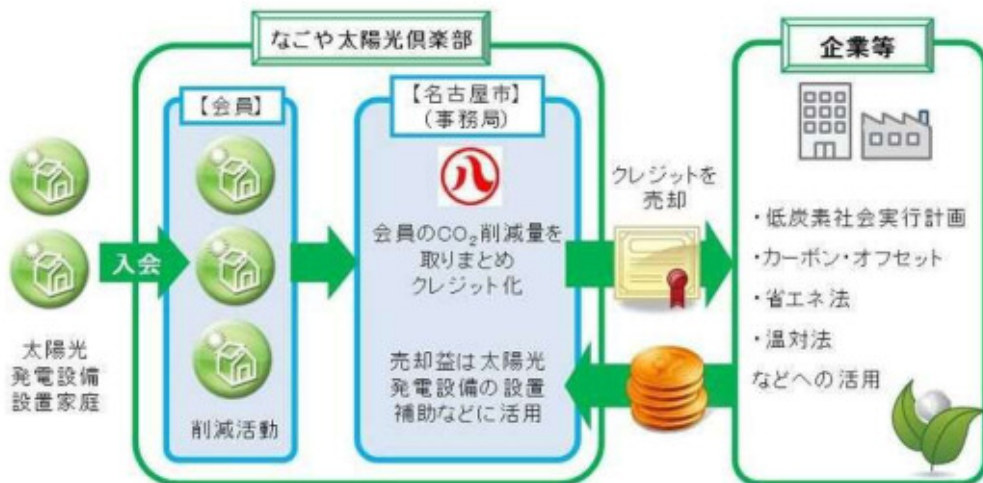 なごや太陽光倶楽部
企業等
【会員】
【名古屋市】
(事務局)
八
入会
太陽光
発電設備
設置家庭
削減活動
会員のCO₂削減量を
取りまとめ
クレジット化
売却益は太陽光
発電設備の設置
補助などに活用
クレジットを
売却
・低炭素社会実行計画
・カーボン・オフセット
・省エネ法
・温対法
などへの活用